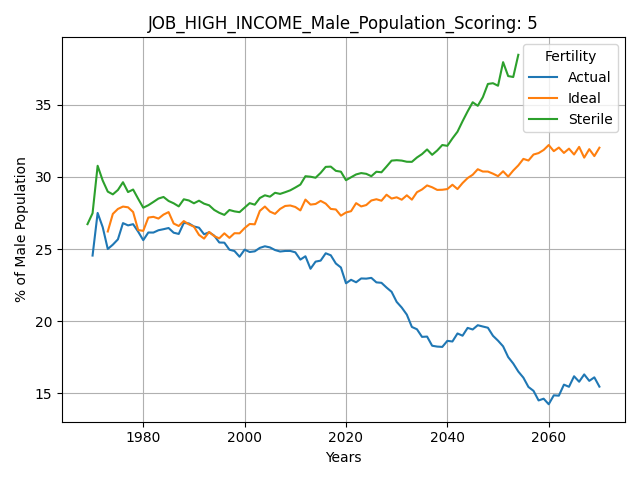 JOB_HIGH_INCOME_Male_Population_Scoring: 5
Fertility
Actual
Ideal
Sterile
% of Male Population
35
30
25
20
15
1980 2000 2020 2040 2060
Years